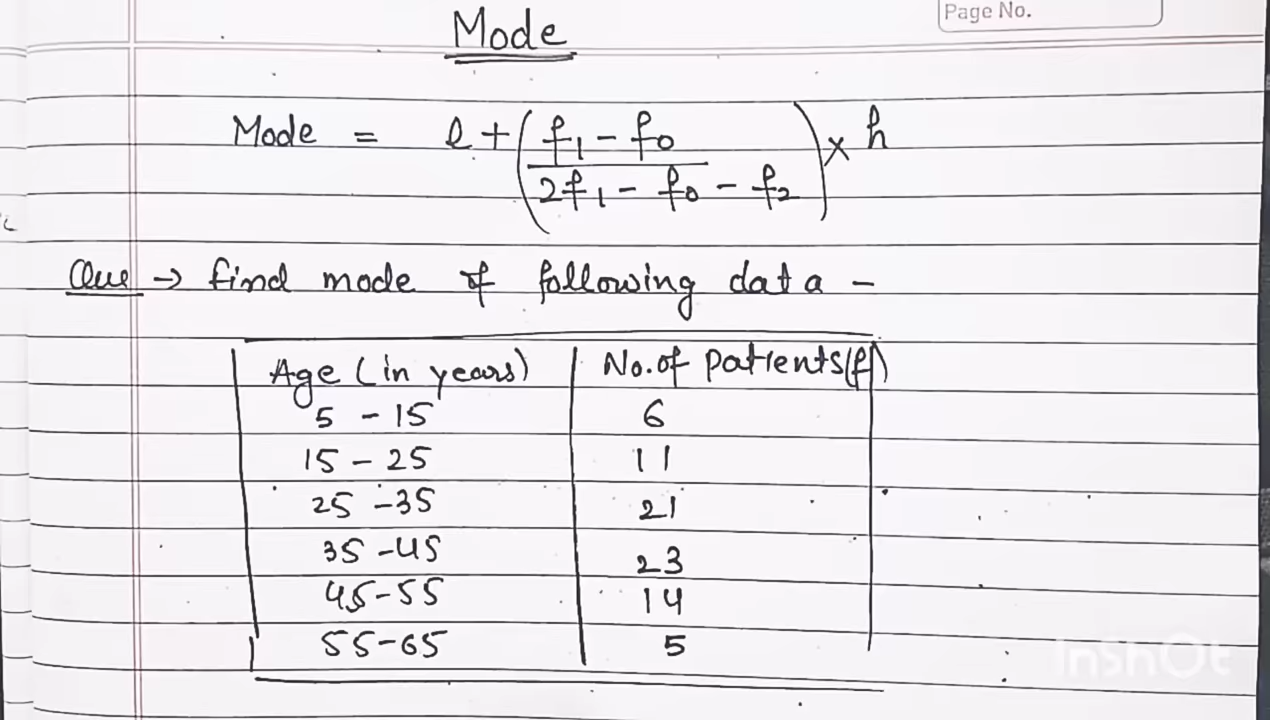 Page No.
Mode
Mode = l + ( f₁ - f₀ / 2f₁ - f₀ - f₂ ) × h
Que → find mode of following data -
Age (in years) No. of Patients (f)
5 - 15 6
15 - 25 11
25 - 35 21
35 - 45 23
45 - 55 14
55 - 65 5
InShOt